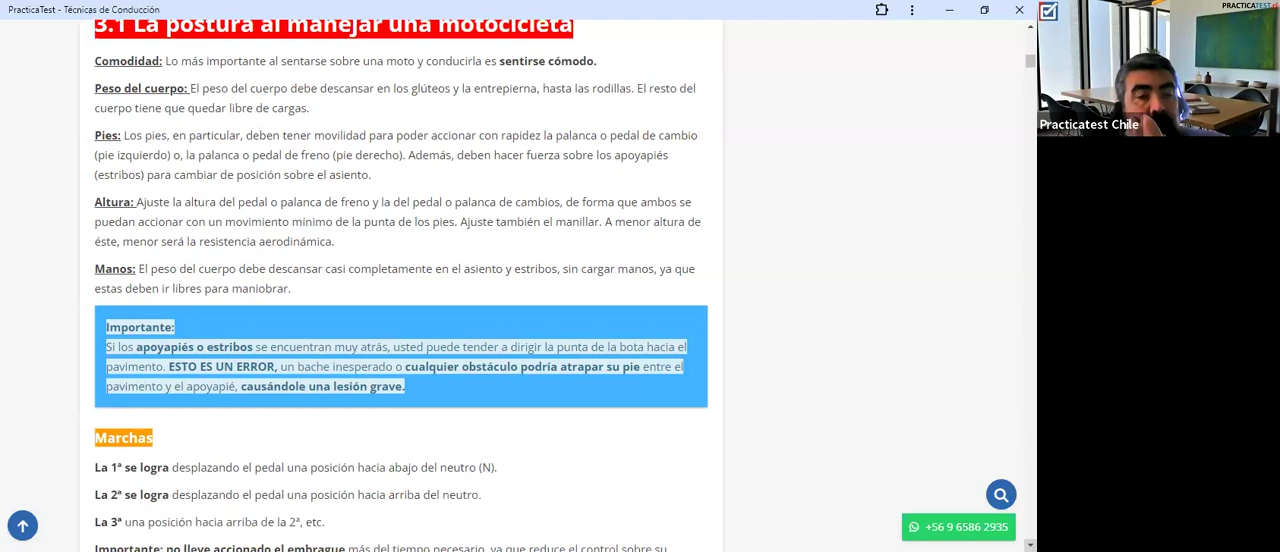 PracticaTest - Técnicas de Conducción
3.1 La postura al manejar una motocicleta
Comodidad: Lo más importante al sentarse sobre una moto y conducirla es sentirse cómodo.
Peso del cuerpo: El peso del cuerpo debe descansar en los glúteos y la entrepierna, hasta las rodillas. El resto del
cuerpo tiene que quedar libre de cargas.
Pies: Los pies, en particular, deben tener movilidad para poder accionar con rapidez la palanca o pedal de cambio
(pie izquierdo) o, la palanca o pedal de freno (pie derecho). Además, deben hacer fuerza sobre los apoyapiés
(estribos) para cambiar de posición sobre el asiento.
Altura: Ajuste la altura del pedal o palanca de freno y la del pedal o palanca de cambios, de forma que ambos se
puedan accionar con un movimiento mínimo de la punta de los pies. Ajuste también el manillar. A menor altura de
éste, menor será la resistencia aerodinámica.
Manos: El peso del cuerpo debe descansar casi completamente en el asiento y estribos, sin cargar manos, ya que
estas deben ir libres para maniobrar.
Importante:
Si los apoyapiés o estribos se encuentran muy atrás, usted puede tender a dirigir la punta de la bota hacia el
pavimento. ESTO ES UN ERROR, un bache inesperado o cualquier obstáculo podría atrapar su pie entre el
pavimento y el apoyapié, causándole una lesión grave.
Marchas
La 1ª se logra desplazando el pedal una posición hacia abajo del neutro (N).
La 2ª se logra desplazando el pedal una posición hacia arriba del neutro.
La 3ª una posición hacia arriba de la 2ª, etc.
Importante: no lleve accionado el embrague más del tiempo necesario, ya que reduce el control sobre su
+56 9 6586 2935
PRACTICATEST.cl
Practicatest Chile